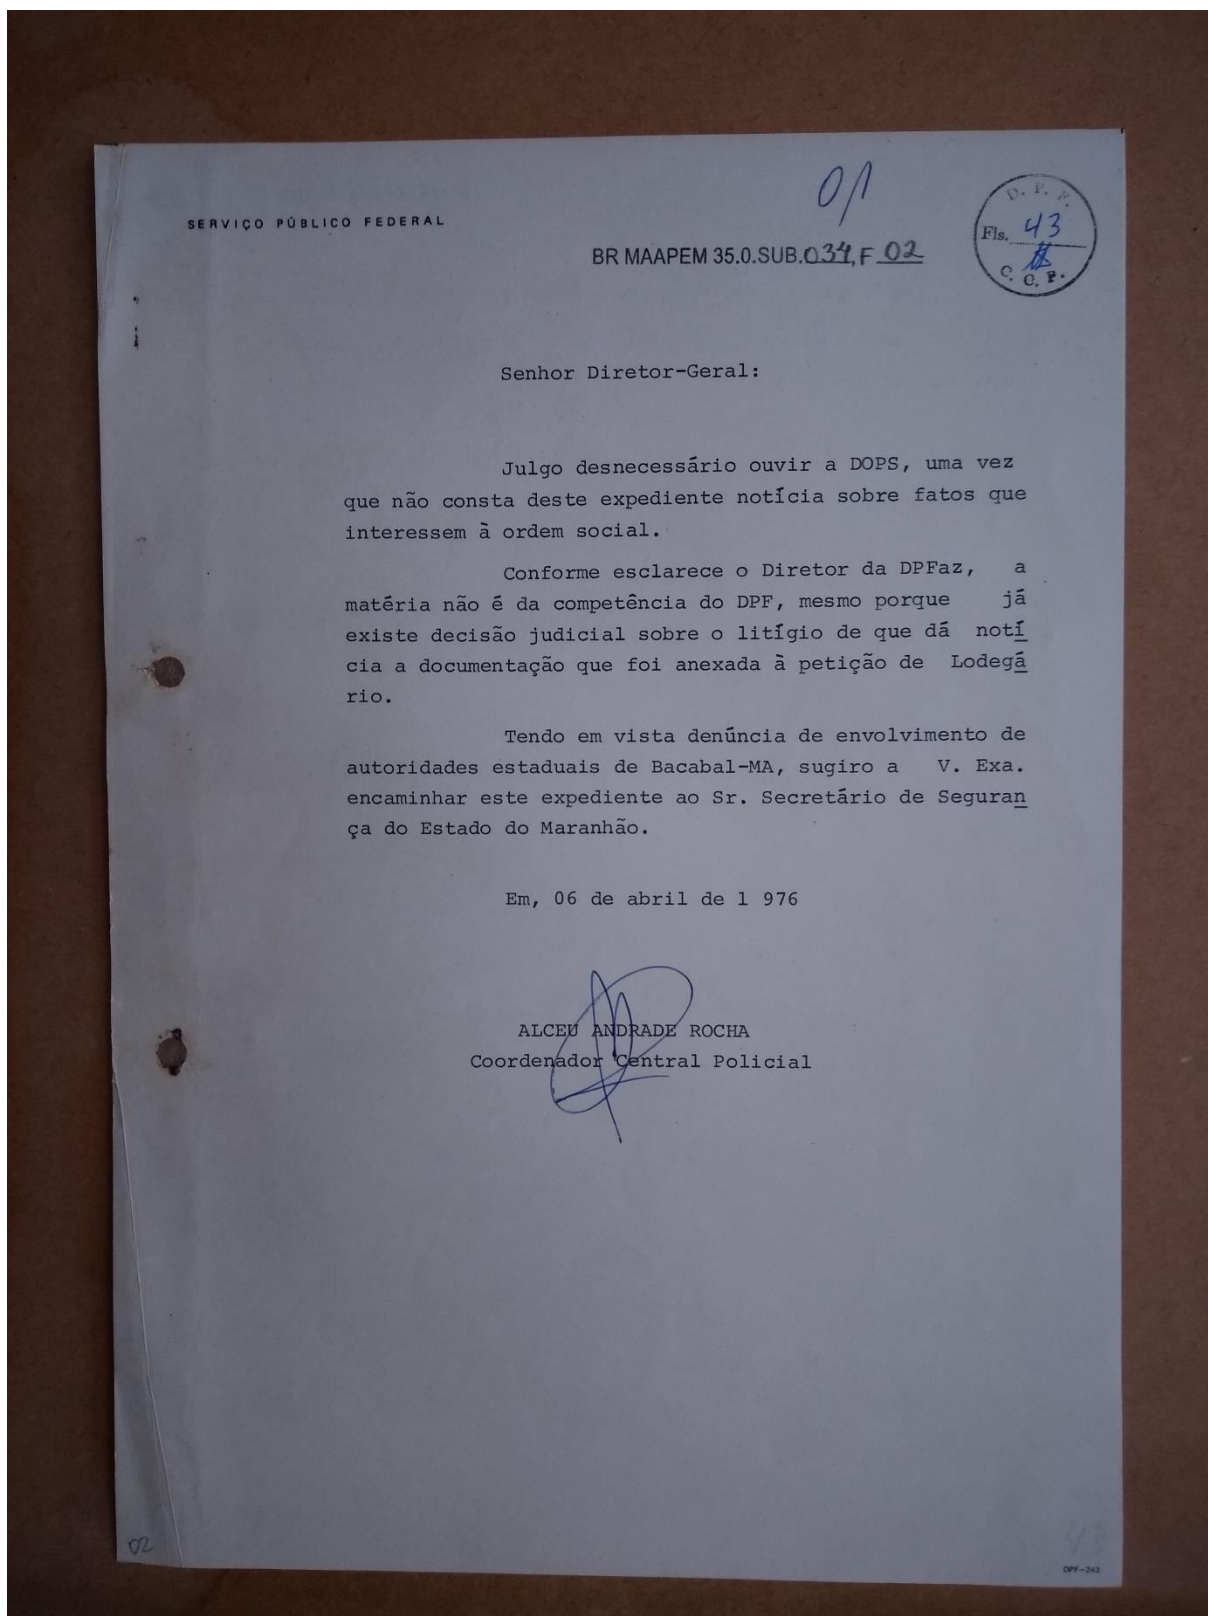 01
SERVIÇO PÚBLICO FEDERAL
D. P. F.
Fls. 43
C. C. P.
BR MAAPEM 35.0.SUB.034, F 02
Senhor Diretor-Geral:
Julgo desnecessário ouvir a DOPS, uma vez
que não consta deste expediente notícia sobre fatos que
interessem à ordem social.
Conforme esclarece o Diretor da DPFaz, a
matéria não é da competência do DPF, mesmo porque já
existe decisão judicial sobre o litígio de que dá notí
cia a documentação que foi anexada à petição de Lodegá
rio.
Tendo em vista denúncia de envolvimento de
autoridades estaduais de Bacabal-MA, sugiro a V. Exa.
encaminhar este expediente ao Sr. Secretário de Seguran
ça do Estado do Maranhão.
Em, 06 de abril de 1 976
ALCEU ANDRADE ROCHA
Coordenador Central Policial
02
43
DPF-243